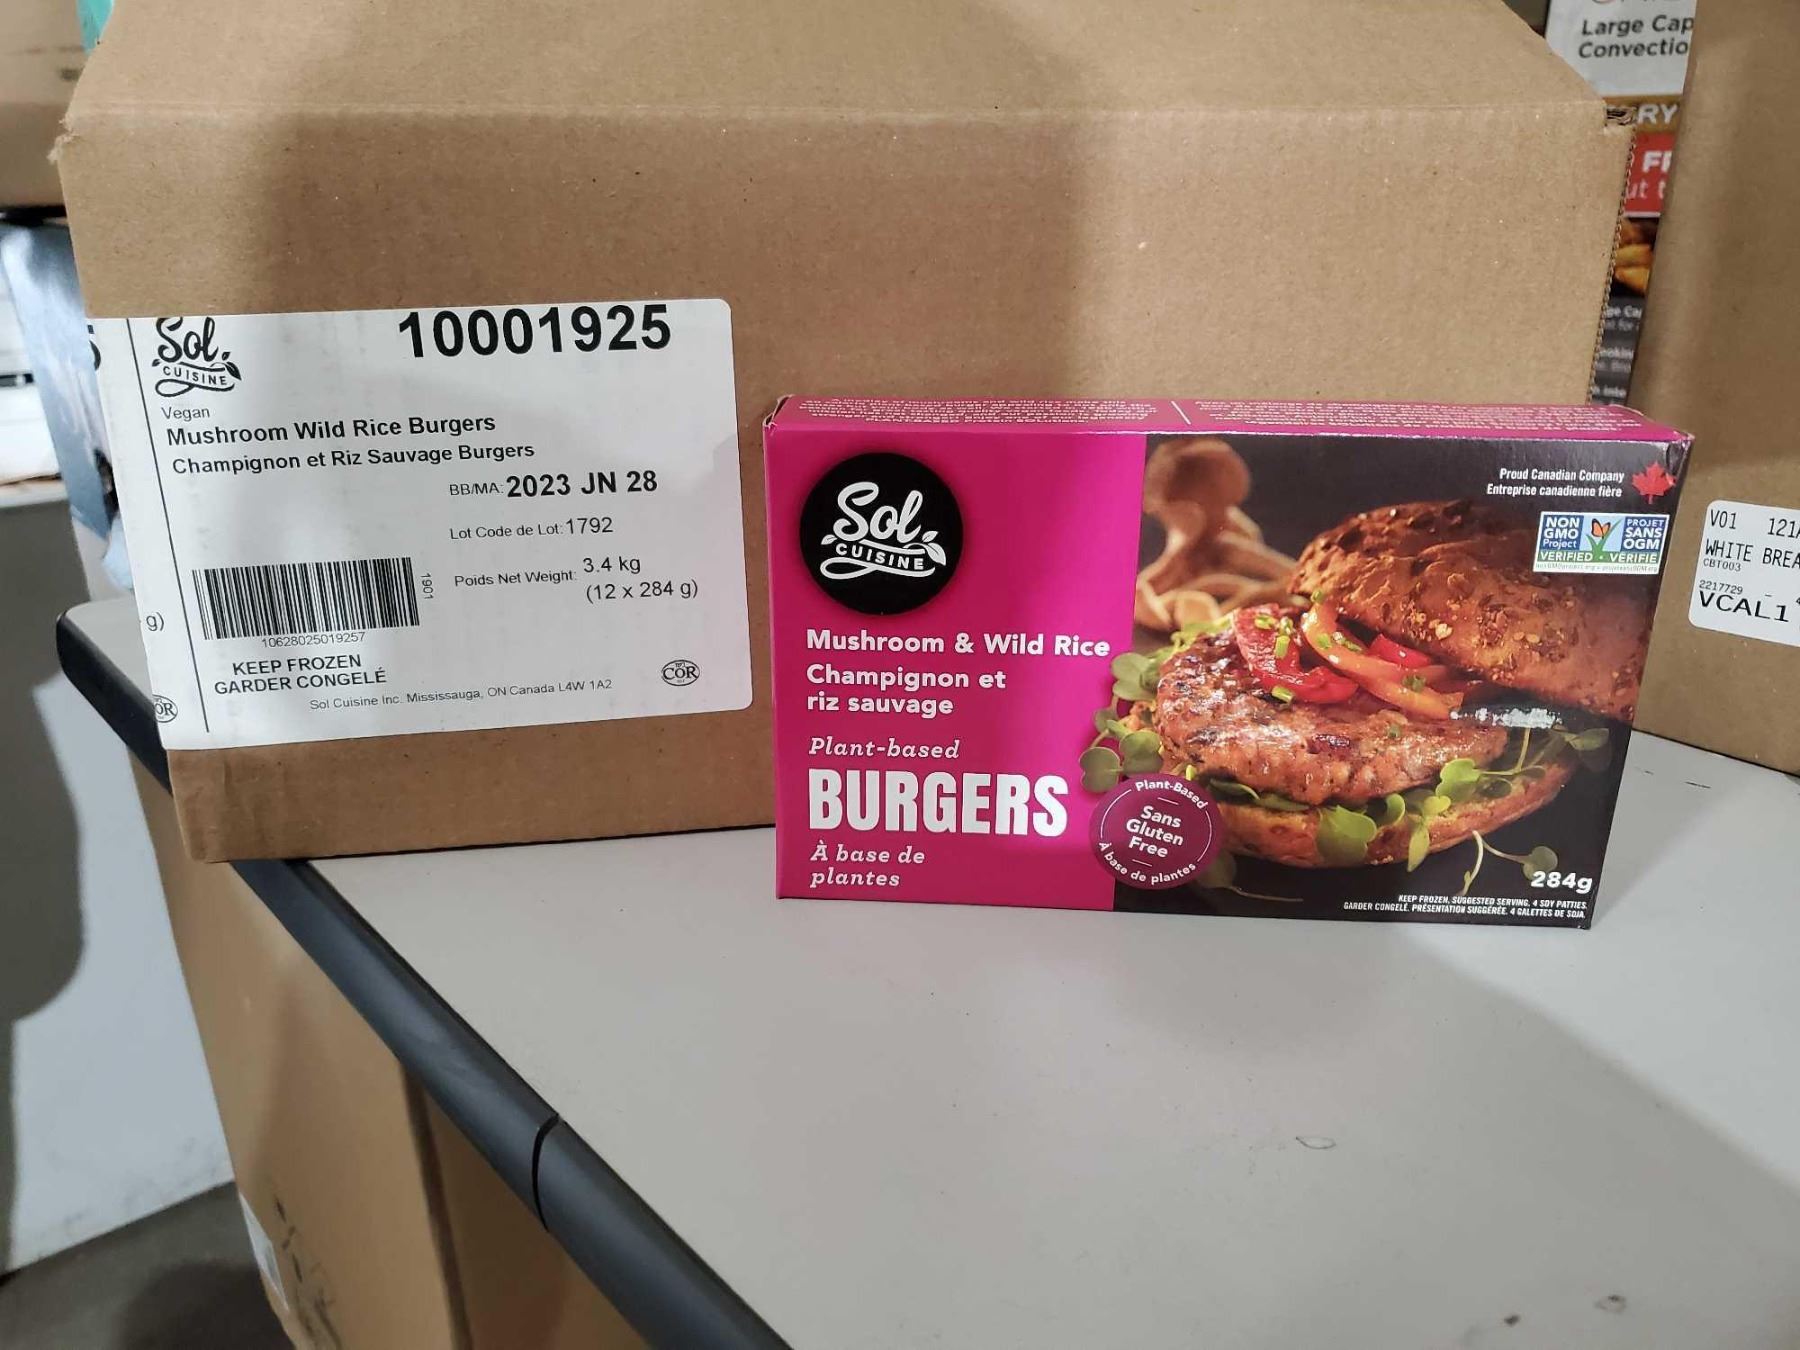 Sol
CUISINE
10001925
Vegan
Mushroom Wild Rice Burgers
Champignon et Riz Sauvage Burgers
BB/MA: 2023 JN 28
Lot Code de Lot: 1792
Poids Net Weight: 3.4 kg
(12 x 284 g)
1901
10628025019257
KEEP FROZEN
GARDER CONGELÉ
Sol Cuisine Inc. Mississauga, ON Canada L4W 1A2
COR
g)
OR
Sol
CUISINE
Mushroom & Wild Rice
Champignon et
riz sauvage
Plant-based
BURGERS
À base de
plantes
Plant-Based
Sans
Gluten
Free
À base de plantes
Proud Canadian Company
Entreprise canadienne fière
NON
GMO
Project
VERIFIED
PROJET
SANS
OGM
VÉRIFIÉ
284g
KEEP FROZEN. SUGGESTED SERVING. 4 SOY PATTIES.
GARDER CONGELÉ. PRÉSENTATION SUGGÉRÉE. 4 GALETTES DE SOJA.
Large Cap
Convectio
RY
V01 121
WHITE BREA
CBT003
2217729
VCAL1